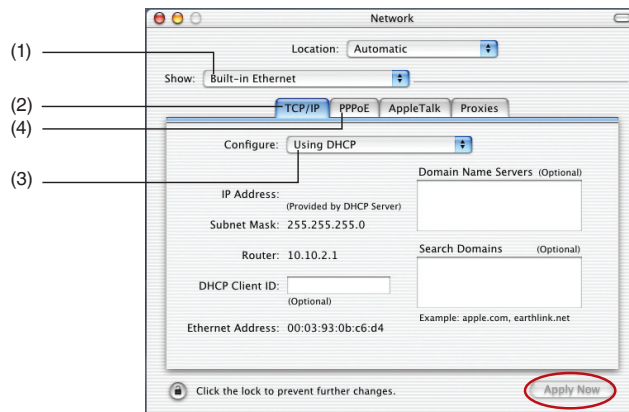 Network
Location: Automatic
(1)
Show: Built-in Ethernet
(2)
TCP/IP PPPoE AppleTalk Proxies
(4)
Configure: Using DHCP
(3)
Domain Name Servers (Optional)
IP Address:
(Provided by DHCP Server)
Subnet Mask: 255.255.255.0
Router: 10.10.2.1
Search Domains (Optional)
DHCP Client ID:
(Optional)
Example: apple.com, earthlink.net
Ethernet Address: 00:03:93:0b:c6:d4
Click the lock to prevent further changes.
Apply Now